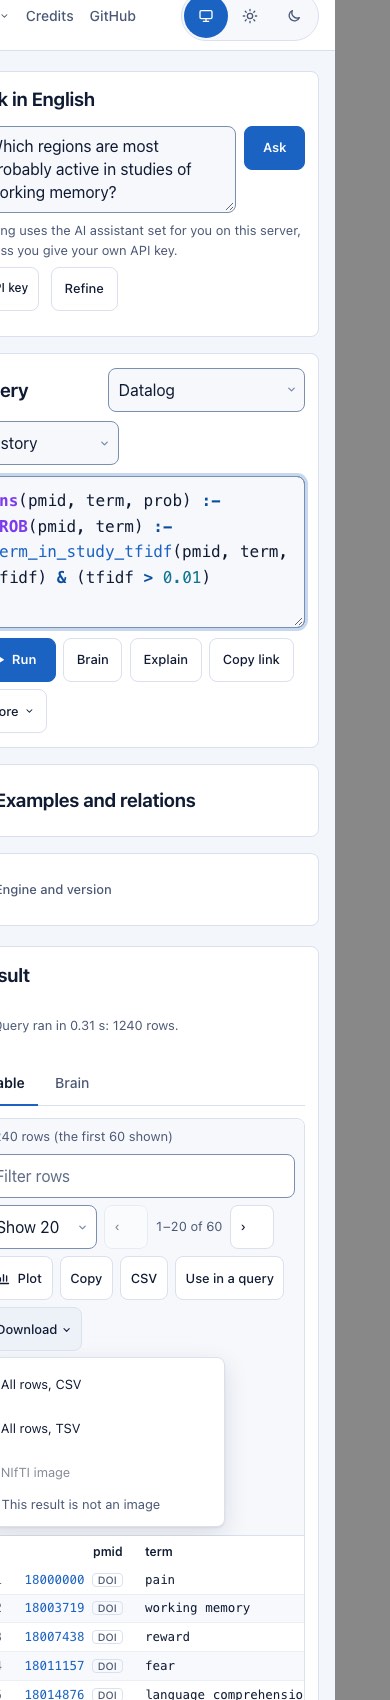 Credits GitHub
k in English
Which regions are most
robably active in studies of
orking memory?
Ask
ng uses the AI assistant set for you on this server,
ss you give your own API key.
PI key Refine
ery Datalog
story
ns(pmid, term, prob) :-
ROB(pmid, term) :-
erm_in_study_tfidf(pmid, term,
fidf) & (tfidf > 0.01)
Run Brain Explain Copy link
ore
Examples and relations
Engine and version
sult
Query ran in 0.31 s: 1240 rows.
able Brain
240 rows (the first 60 shown)
Filter rows
Show 20 ‹ 1–20 of 60 ›
Plot Copy CSV Use in a query
Download
All rows, CSV
All rows, TSV
NIfTI image
This result is not an image
pmid term
18000000 DOI pain
2 18003719 DOI working memory
3 18007438 DOI reward
4 18011157 DOI fear
5 18014876 DOI language comprehensio